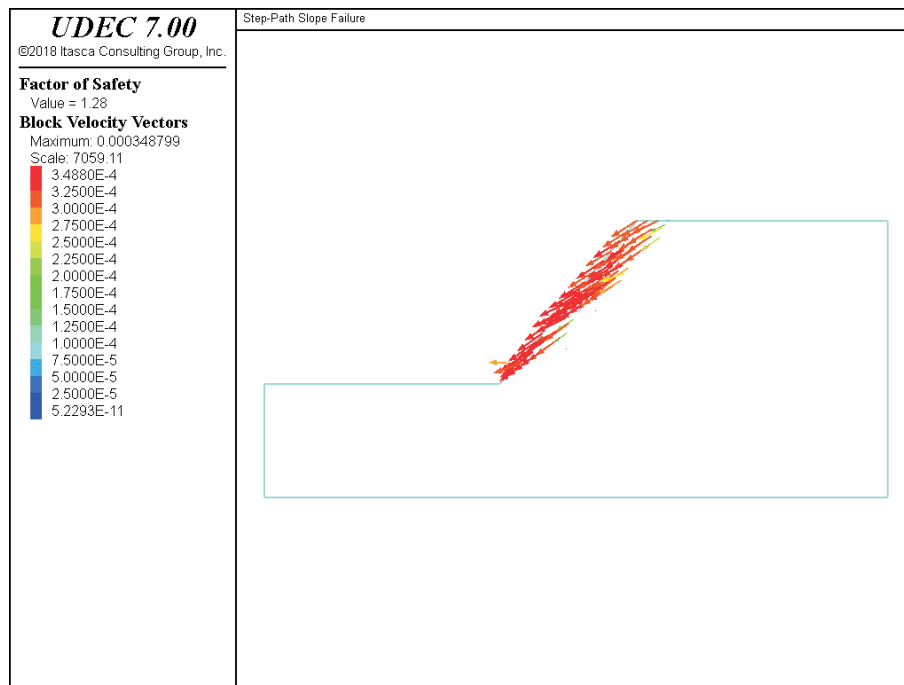 UDEC 7.00
©2018 Itasca Consulting Group, Inc.
Step-Path Slope Failure
Factor of Safety
Value = 1.28
Block Velocity Vectors
Maximum: 0.000348799
Scale: 7059.11
3.4880E-4
3.2500E-4
3.0000E-4
2.7500E-4
2.5000E-4
2.2500E-4
2.0000E-4
1.7500E-4
1.5000E-4
1.2500E-4
1.0000E-4
7.5000E-5
5.0000E-5
2.5000E-5
5.2293E-11